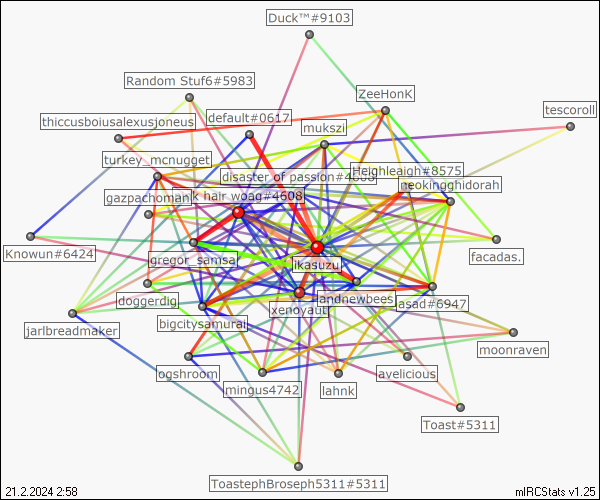 Duck™#9103
Random Stuf6#5983
ZeeHonK
tescoroll
thiccusboiusalexusjoneus
default#0617
mukszi
turkey_mcnugget
disaster of passion#4
Heighleaigh#8575
neokingghidorah
gazpachoman
k hair woag#4608
Knowun#6424
gregor_samsa
ikasuzu
facadas.
doggerdig
landnewbees
asad#6947
xenoyaut
bigcitysamurai
jarlbreadmaker
moonraven
ogshroom
mingus4742
lahnk
avelicious
Toast#5311
ToastephBroseph5311#5311
21.2.2024 2:58
mIRCStats v1.25